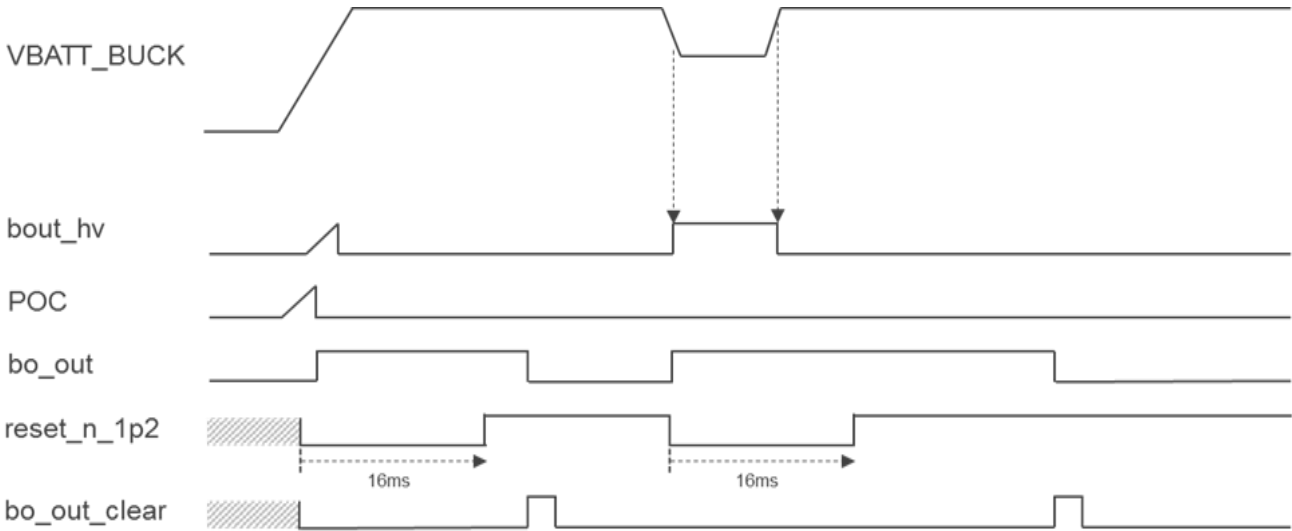 VBATT_BUCK
bout_hv
POC
bo_out
reset_n_1p2
16ms 16ms
bo_out_clear